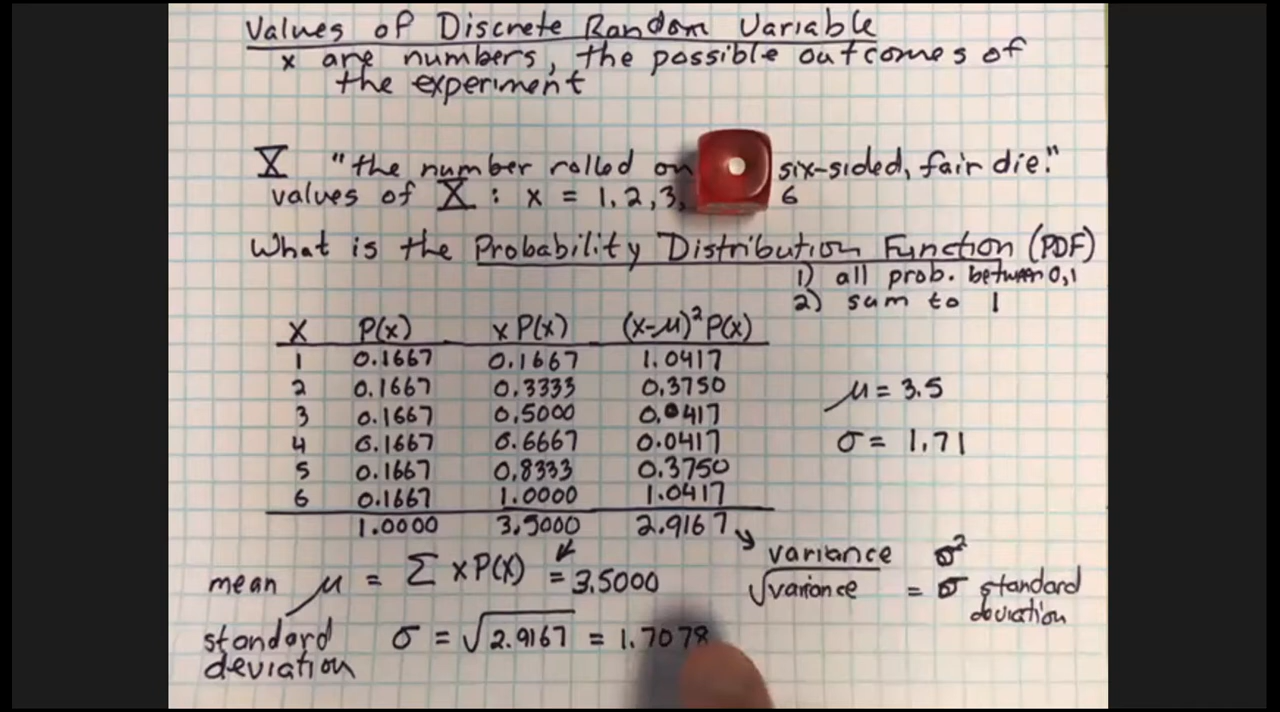 Values of Discrete Random Variable
x are numbers, the possible outcomes of
the experiment
X "the number rolled on six-sided, fair die."
values of X : x = 1, 2, 3, 6
What is the Probability Distribution Function (PDF)
1) all prob. between 0,1
2) sum to 1
X P(x) x P(x) (x-μ)² P(x)
1 0.1667 0.1667 1.0417
2 0.1667 0.3333 0.3750
3 0.1667 0.5000 0.0417
4 0.1667 0.6667 0.0417
5 0.1667 0.8333 0.3750
6 0.1667 1.0000 1.0417
1.0000 3.5000 2.9167
μ = 3.5
σ = 1.71
variance σ²
√variance = σ standard deviation
mean μ = Σ x P(x) = 3.5000
standard deviation σ = √2.9167 = 1.7078